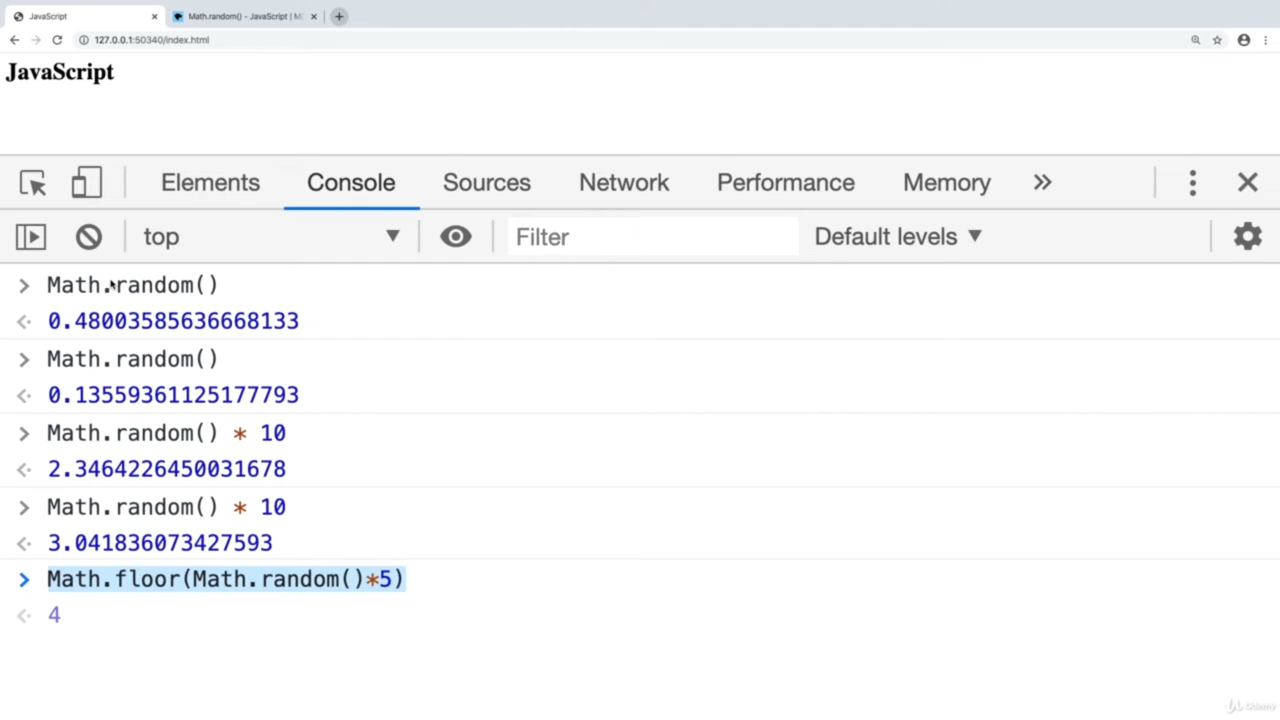 JavaScript
Math.random() - JavaScript | M
127.0.0.1:50340/index.html
JavaScript
Elements Console Sources Network Performance Memory
top Filter Default levels
Math.random()
0.48003585636668133
Math.random()
0.13559361125177793
Math.random() * 10
2.3464226450031678
Math.random() * 10
3.041836073427593
Math.floor(Math.random()*5)
4
Udemy